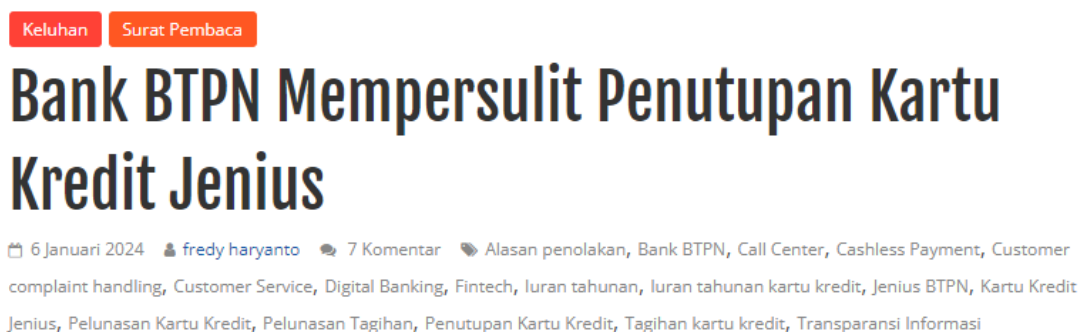 Keluhan Surat Pembaca
Bank BTPN Mempersulit Penutupan Kartu
Kredit Jenius
6 Januari 2024 fredy haryanto 7 Komentar Alasan penolakan, Bank BTPN, Call Center, Cashless Payment, Customer
complaint handling, Customer Service, Digital Banking, Fintech, Iuran tahunan, Iuran tahunan kartu kredit, Jenius BTPN, Kartu Kredit
Jenius, Pelunasan Kartu Kredit, Pelunasan Tagihan, Penutupan Kartu Kredit, Tagihan kartu kredit, Transparansi Informasi